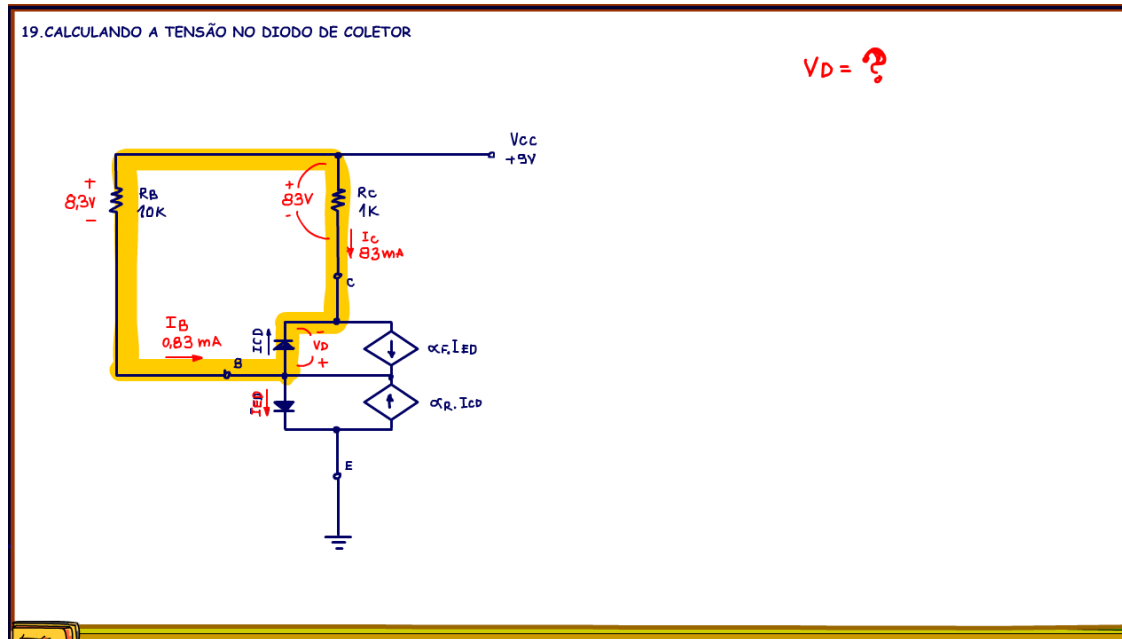 19.CALCULANDO A TENSÃO NO DIODO DE COLETOR
VD = ?
Vcc
+9V
+
8,3V
-
RB
10K
+
83V
-
RC
1K
IC
83mA
C
IB
0,83 mA
B
ICD
-
VD
+
αF.IED
IED
αR.ICD
E